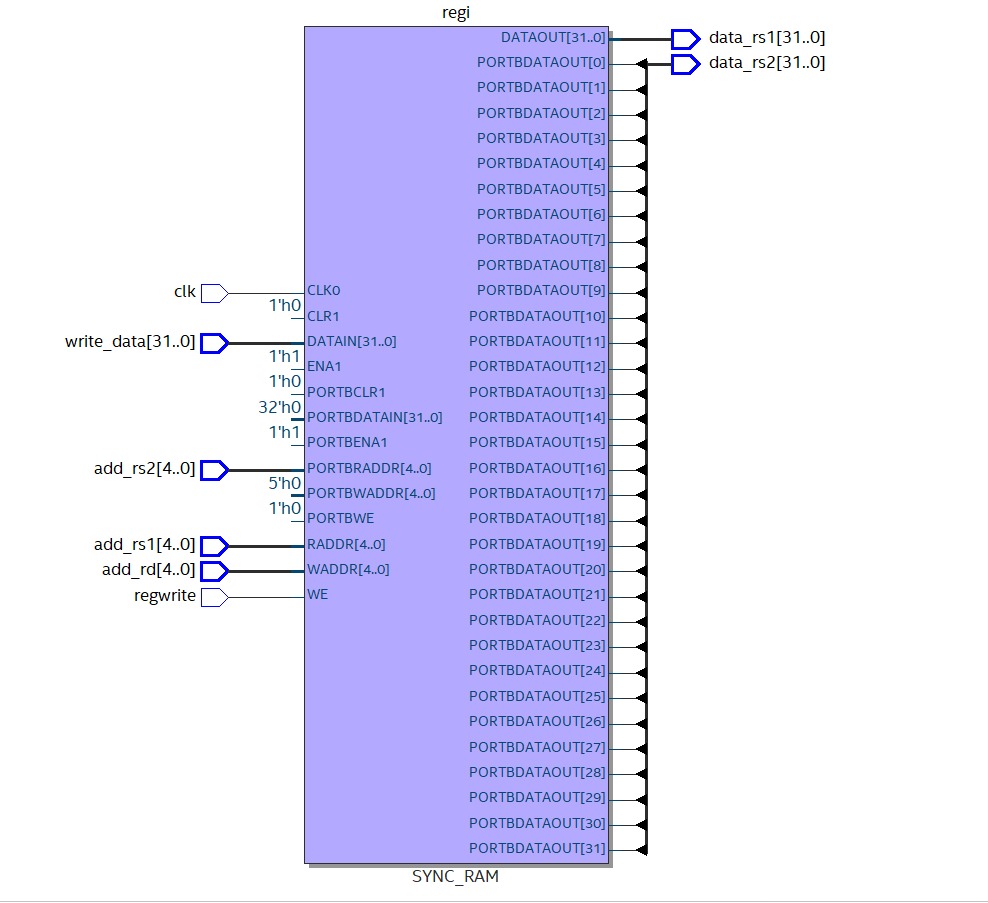 regi
DATAOUT[31..0] data_rs1[31..0]
PORTBDATAOUT[0] data_rs2[31..0]
PORTBDATAOUT[1]
PORTBDATAOUT[2]
PORTBDATAOUT[3]
PORTBDATAOUT[4]
PORTBDATAOUT[5]
PORTBDATAOUT[6]
PORTBDATAOUT[7]
PORTBDATAOUT[8]
clk CLK0 PORTBDATAOUT[9]
1'h0 CLR1 PORTBDATAOUT[10]
write_data[31..0] DATAIN[31..0] PORTBDATAOUT[11]
1'h1 ENA1 PORTBDATAOUT[12]
1'h0 PORTBCLR1 PORTBDATAOUT[13]
32'h0 PORTBDATAIN[31..0] PORTBDATAOUT[14]
1'h1 PORTBENA1 PORTBDATAOUT[15]
add_rs2[4..0] PORTBRADDR[4..0] PORTBDATAOUT[16]
5'h0 PORTBWADDR[4..0] PORTBDATAOUT[17]
1'h0 PORTBWE PORTBDATAOUT[18]
add_rs1[4..0] RADDR[4..0] PORTBDATAOUT[19]
add_rd[4..0] WADDR[4..0] PORTBDATAOUT[20]
regwrite WE PORTBDATAOUT[21]
PORTBDATAOUT[22]
PORTBDATAOUT[23]
PORTBDATAOUT[24]
PORTBDATAOUT[25]
PORTBDATAOUT[26]
PORTBDATAOUT[27]
PORTBDATAOUT[28]
PORTBDATAOUT[29]
PORTBDATAOUT[30]
PORTBDATAOUT[31]
SYNC_RAM